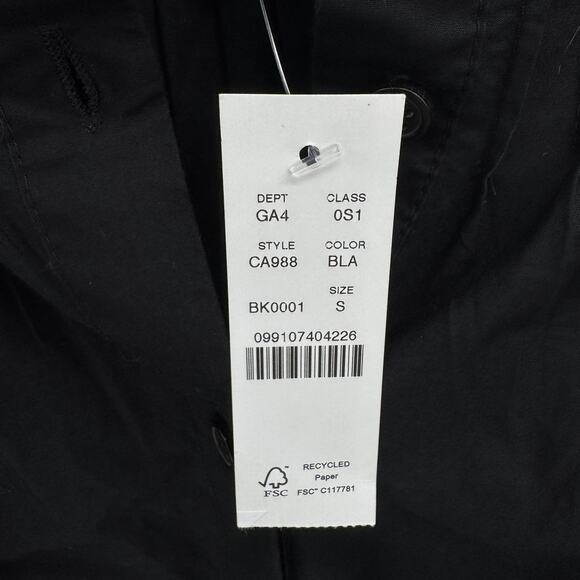 DEPT CLASS
GA4 0S1
STYLE COLOR
CA988 BLA
SIZE
BK0001 S
099107404226
RECYCLED
Paper
FSC™ C117781
FSC